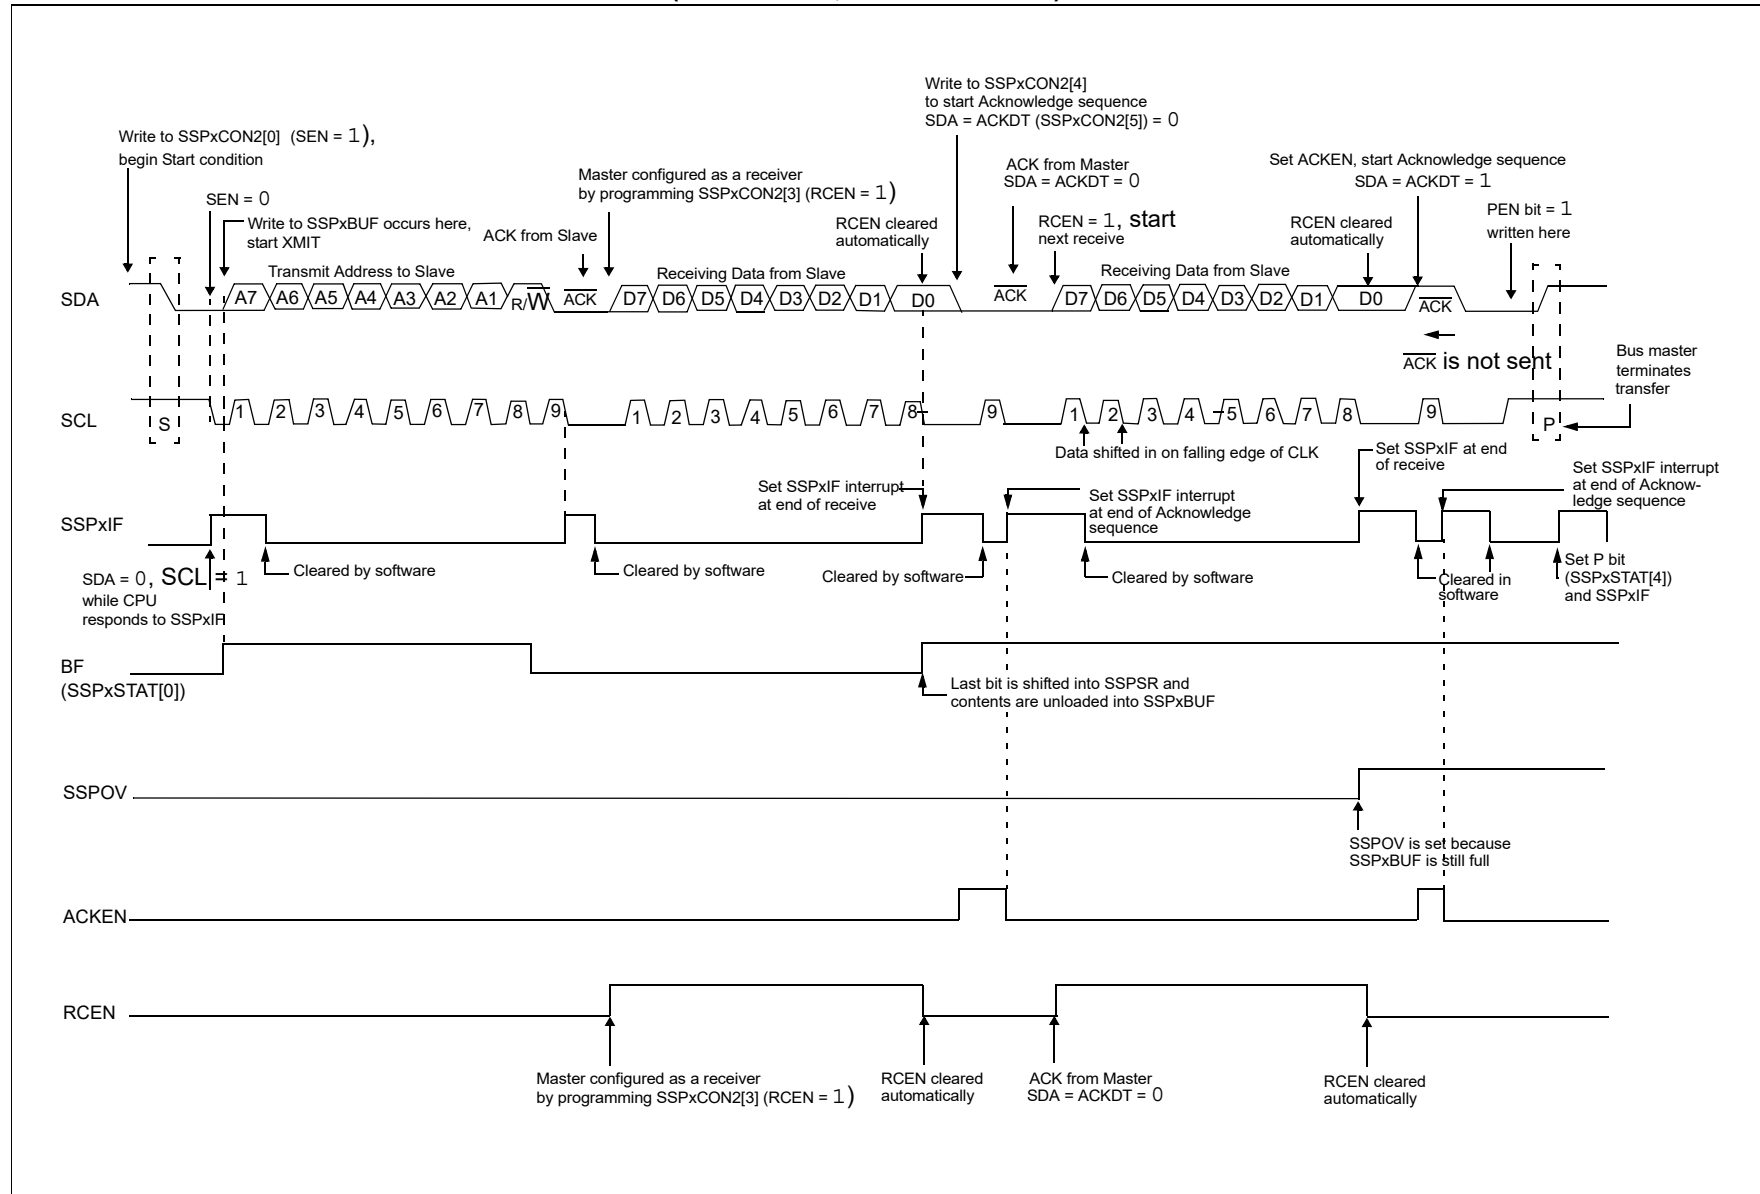 Write to SSPxCON2[4]
to start Acknowledge sequence
SDA = ACKDT (SSPxCON2[5]) = 0
Write to SSPxCON2[0] (SEN = 1),
begin Start condition
ACK from Master
SDA = ACKDT = 0
Set ACKEN, start Acknowledge sequence
SDA = ACKDT = 1
Master configured as a receiver
by programming SSPxCON2[3] (RCEN = 1)
SEN = 0
Write to SSPxBUF occurs here,
start XMIT
ACK from Slave
RCEN cleared
automatically
RCEN = 1, start
next receive
RCEN cleared
automatically
PEN bit = 1
written here
Transmit Address to Slave
Receiving Data from Slave
Receiving Data from Slave
SDA A7 A6 A5 A4 A3 A2 A1 R/W ACK D7 D6 D5 D4 D3 D2 D1 D0 ACK D7 D6 D5 D4 D3 D2 D1 D0 ACK
ACK is not sent
Bus master
terminates
transfer
SCL S 1 2 3 4 5 6 7 8 9 1 2 3 4 5 6 7 8 9 1 2 3 4 5 6 7 8 9 P
Data shifted in on falling edge of CLK
Set SSPxIF at end
of receive
Set SSPxIF interrupt
at end of receive
Set SSPxIF interrupt
at end of Acknowledge
sequence
Set SSPxIF interrupt
at end of Acknow-
ledge sequence
SSPxIF
SDA = 0, SCL = 1
while CPU
responds to SSPxIF
Cleared by software
Cleared by software
Cleared by software
Cleared by software
Cleared in
software
Set P bit
(SSPxSTAT[4])
and SSPxIF
BF
(SSPxSTAT[0])
Last bit is shifted into SSPSR and
contents are unloaded into SSPxBUF
SSPOV
SSPOV is set because
SSPxBUF is still full
ACKEN
RCEN
Master configured as a receiver
by programming SSPxCON2[3] (RCEN = 1)
RCEN cleared
automatically
ACK from Master
SDA = ACKDT = 0
RCEN cleared
automatically